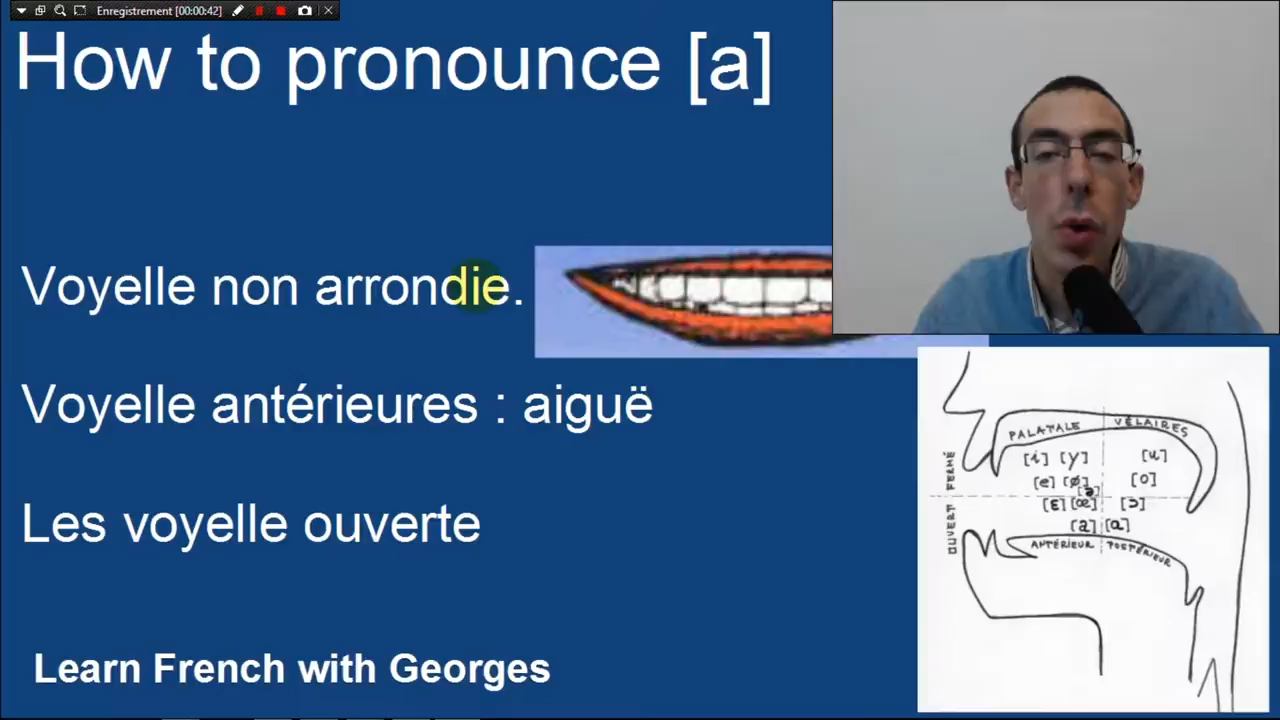 Enregistrement [00:00:42]
How to pronounce [a]
Voyelle non arrondie.
Voyelle antérieures : aiguë
Les voyelle ouverte
Learn French with Georges
PALATALE VÉLAIRES
[i] [y] [u]
[e] [ø] [o]
[ə]
[ɛ] [œ] [ɔ]
[a] [ɑ]
ANTÉRIEUR POSTÉRIEUR
FERMÉ
OUVERT